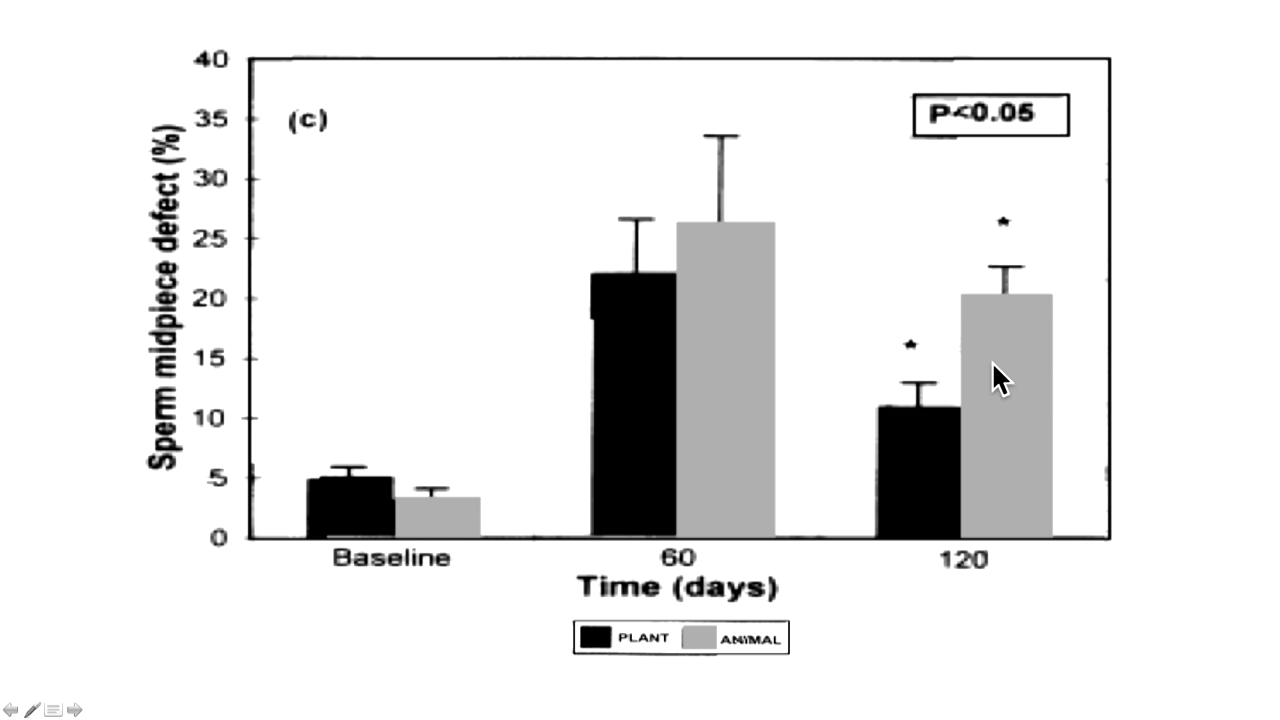 40
(c)
P<0.05
35
30
25
20
15
10
5
0
Sperm midpiece defect (%)
*
*
Baseline 60 120
Time (days)
PLANT ANIMAL